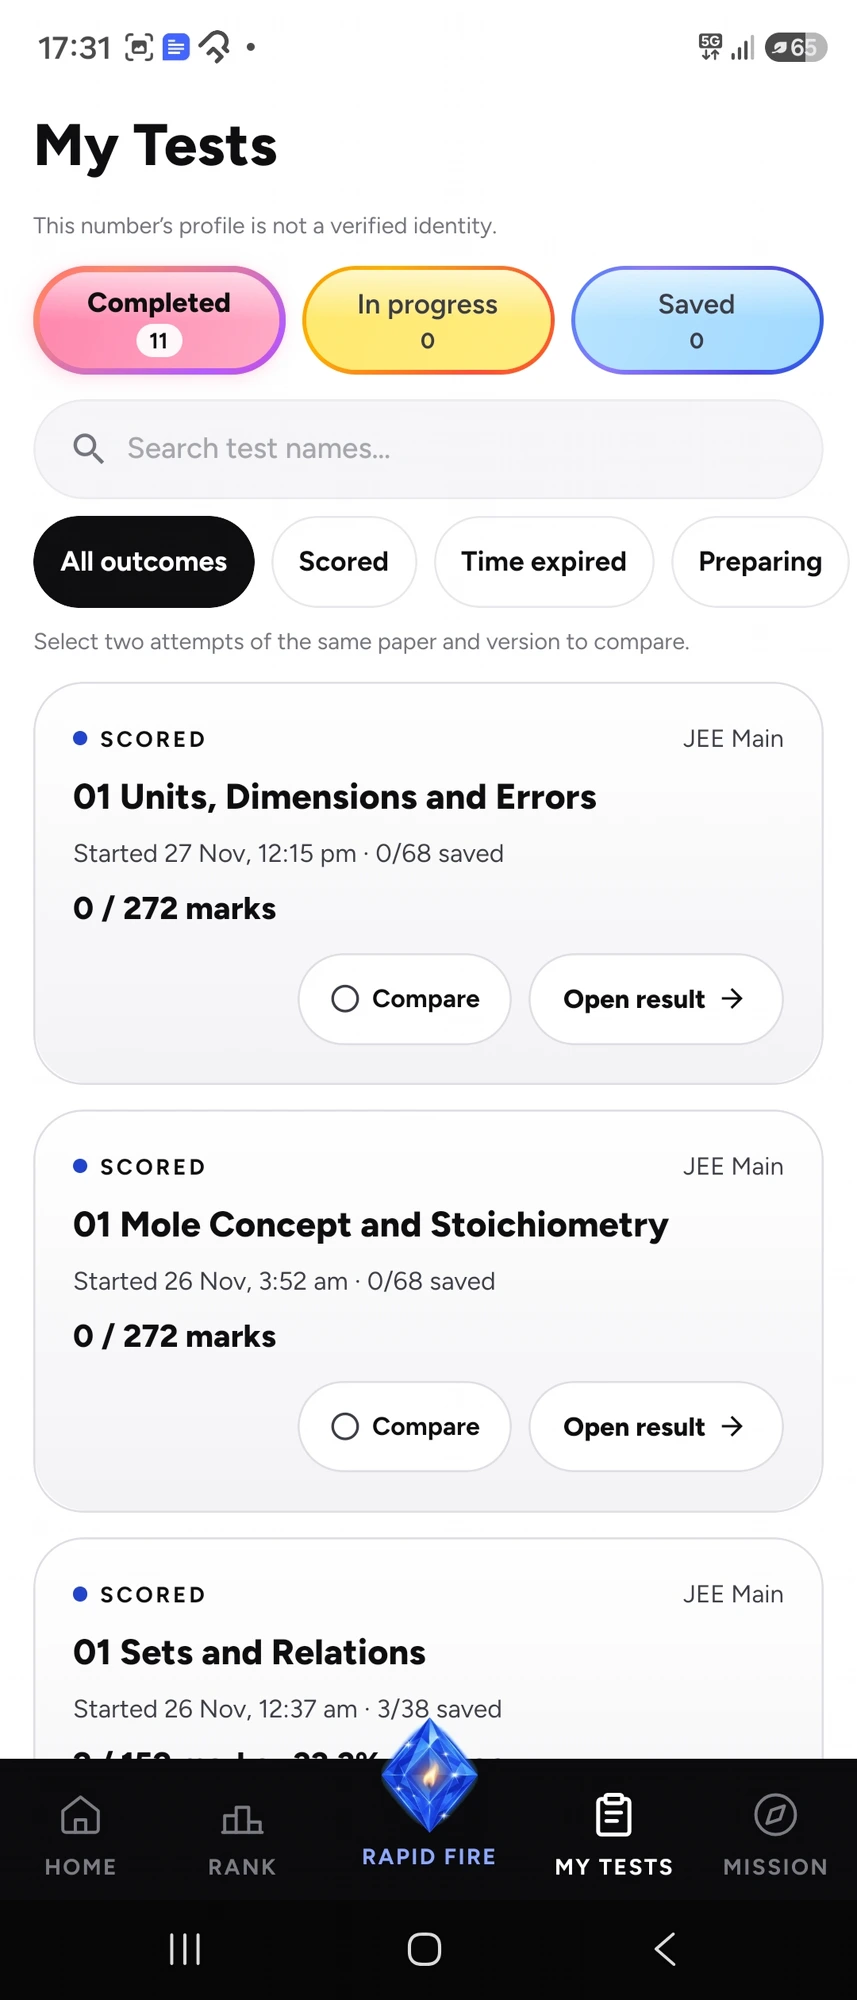 17:31
5G
65
My Tests
This number's profile is not a verified identity.
Completed
11
In progress
0
Saved
0
Search test names...
All outcomes
Scored
Time expired
Preparing
Select two attempts of the same paper and version to compare.
SCORED
JEE Main
01 Units, Dimensions and Errors
Started 27 Nov, 12:15 pm · 0/68 saved
0 / 272 marks
Compare
Open result →
SCORED
JEE Main
01 Mole Concept and Stoichiometry
Started 26 Nov, 3:52 am · 0/68 saved
0 / 272 marks
Compare
Open result →
SCORED
JEE Main
01 Sets and Relations
Started 26 Nov, 12:37 am · 3/38 saved
HOME
RANK
RAPID FIRE
MY TESTS
MISSION